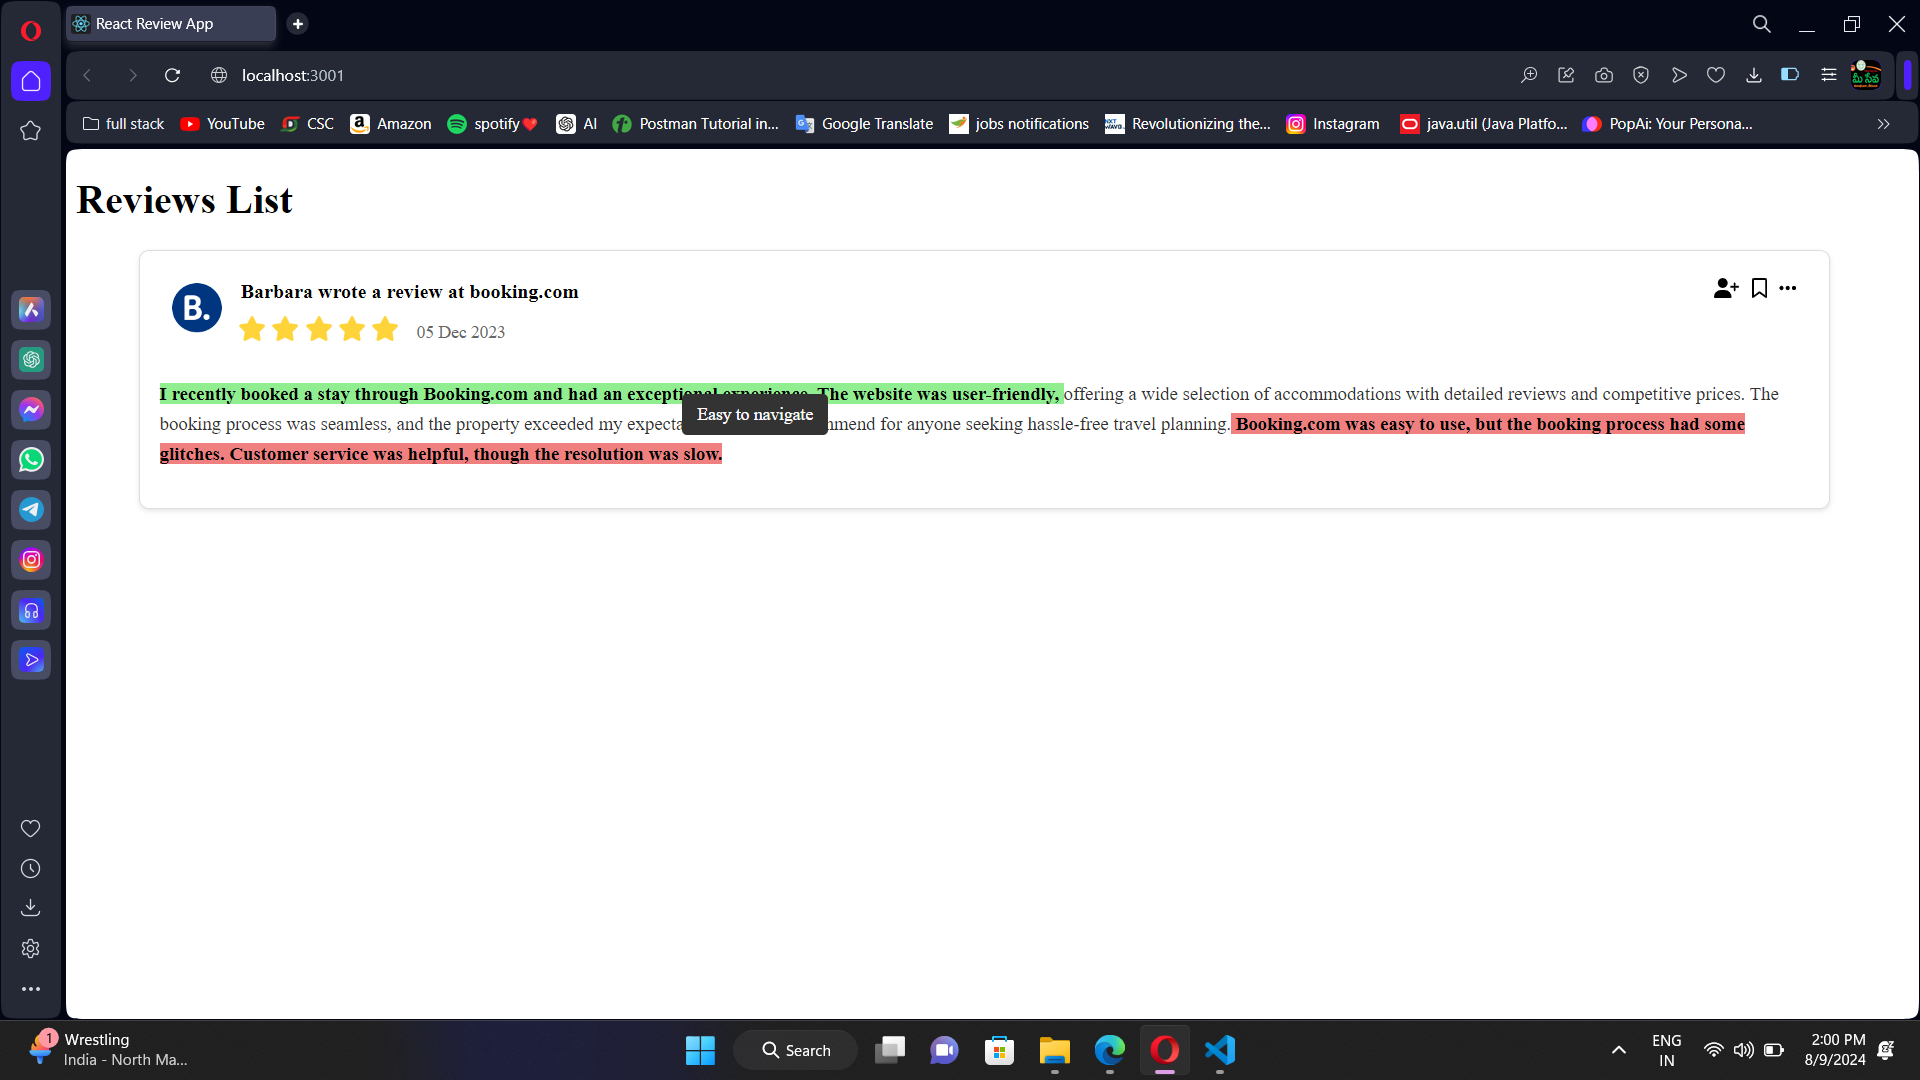 React Review App
localhost:3001
full stack
YouTube
CSC
Amazon
spotify❤️
AI
Postman Tutorial in...
Google Translate
jobs notifications
Revolutionizing the...
Instagram
java.util (Java Platfo...
PopAi: Your Persona...
Reviews List
B.
Barbara wrote a review at booking.com
05 Dec 2023
I recently booked a stay through Booking.com and had an exceptional experience. The website was user-friendly, offering a wide selection of accommodations with detailed reviews and competitive prices. The
Easy to navigate
booking process was seamless, and the property exceeded my expecta mend for anyone seeking hassle-free travel planning. Booking.com was easy to use, but the booking process had some
glitches. Customer service was helpful, though the resolution was slow.
1
Wrestling
India - North Ma...
Search
ENG
IN
2:00 PM
8/9/2024